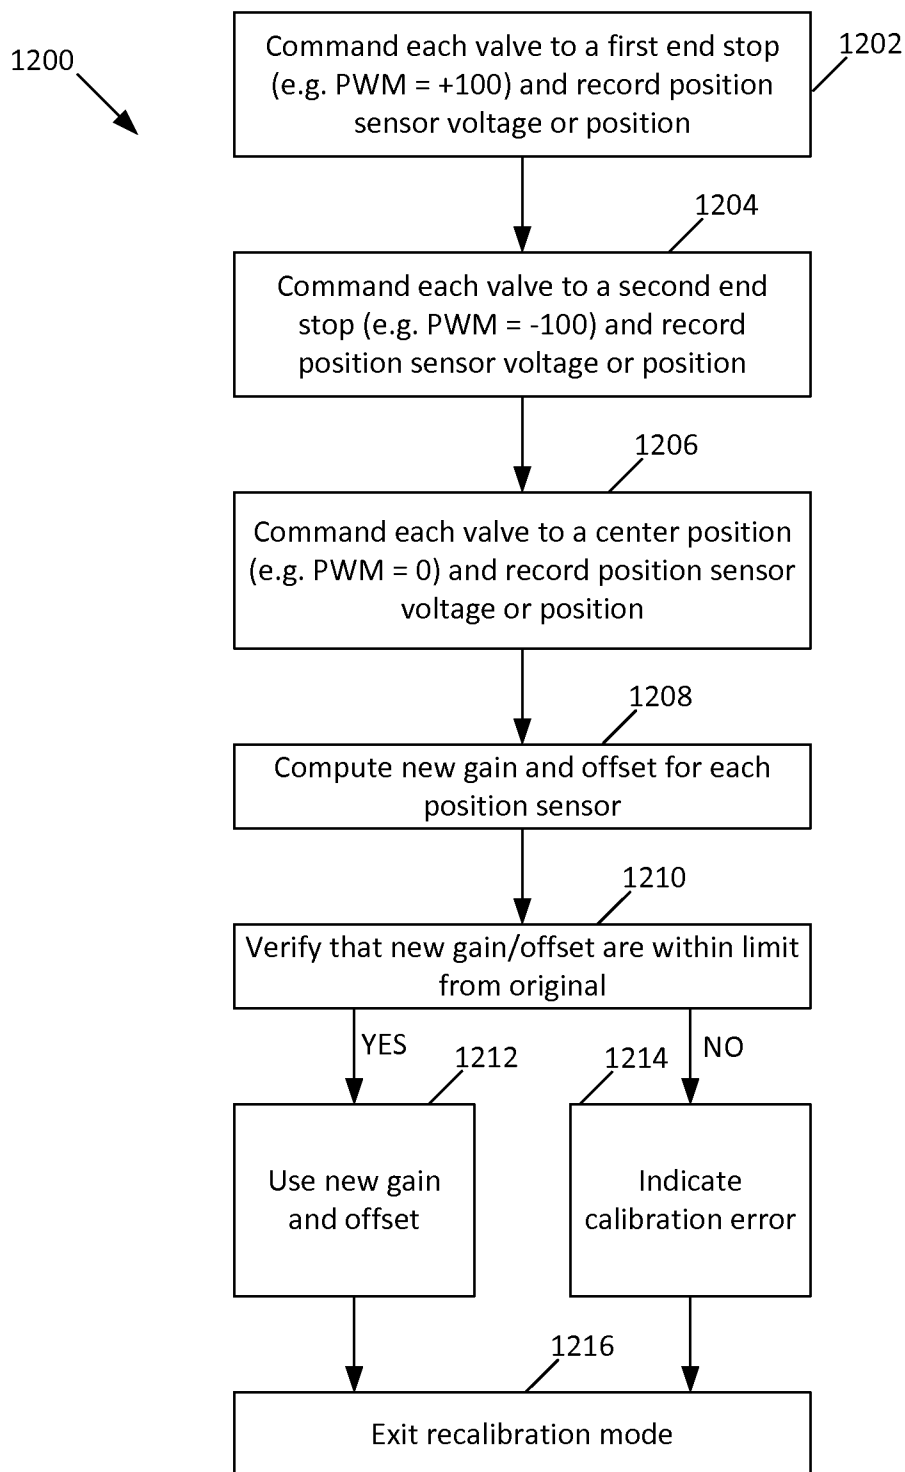 1200
Command each valve to a first end stop
(e.g. PWM = +100) and record position
sensor voltage or position
1202
1204
Command each valve to a second end
stop (e.g. PWM = -100) and record
position sensor voltage or position
1206
Command each valve to a center position
(e.g. PWM = 0) and record position sensor
voltage or position
1208
Compute new gain and offset for each
position sensor
1210
Verify that new gain/offset are within limit
from original
YES
NO
1212
1214
Use new gain
and offset
Indicate
calibration error
1216
Exit recalibration mode